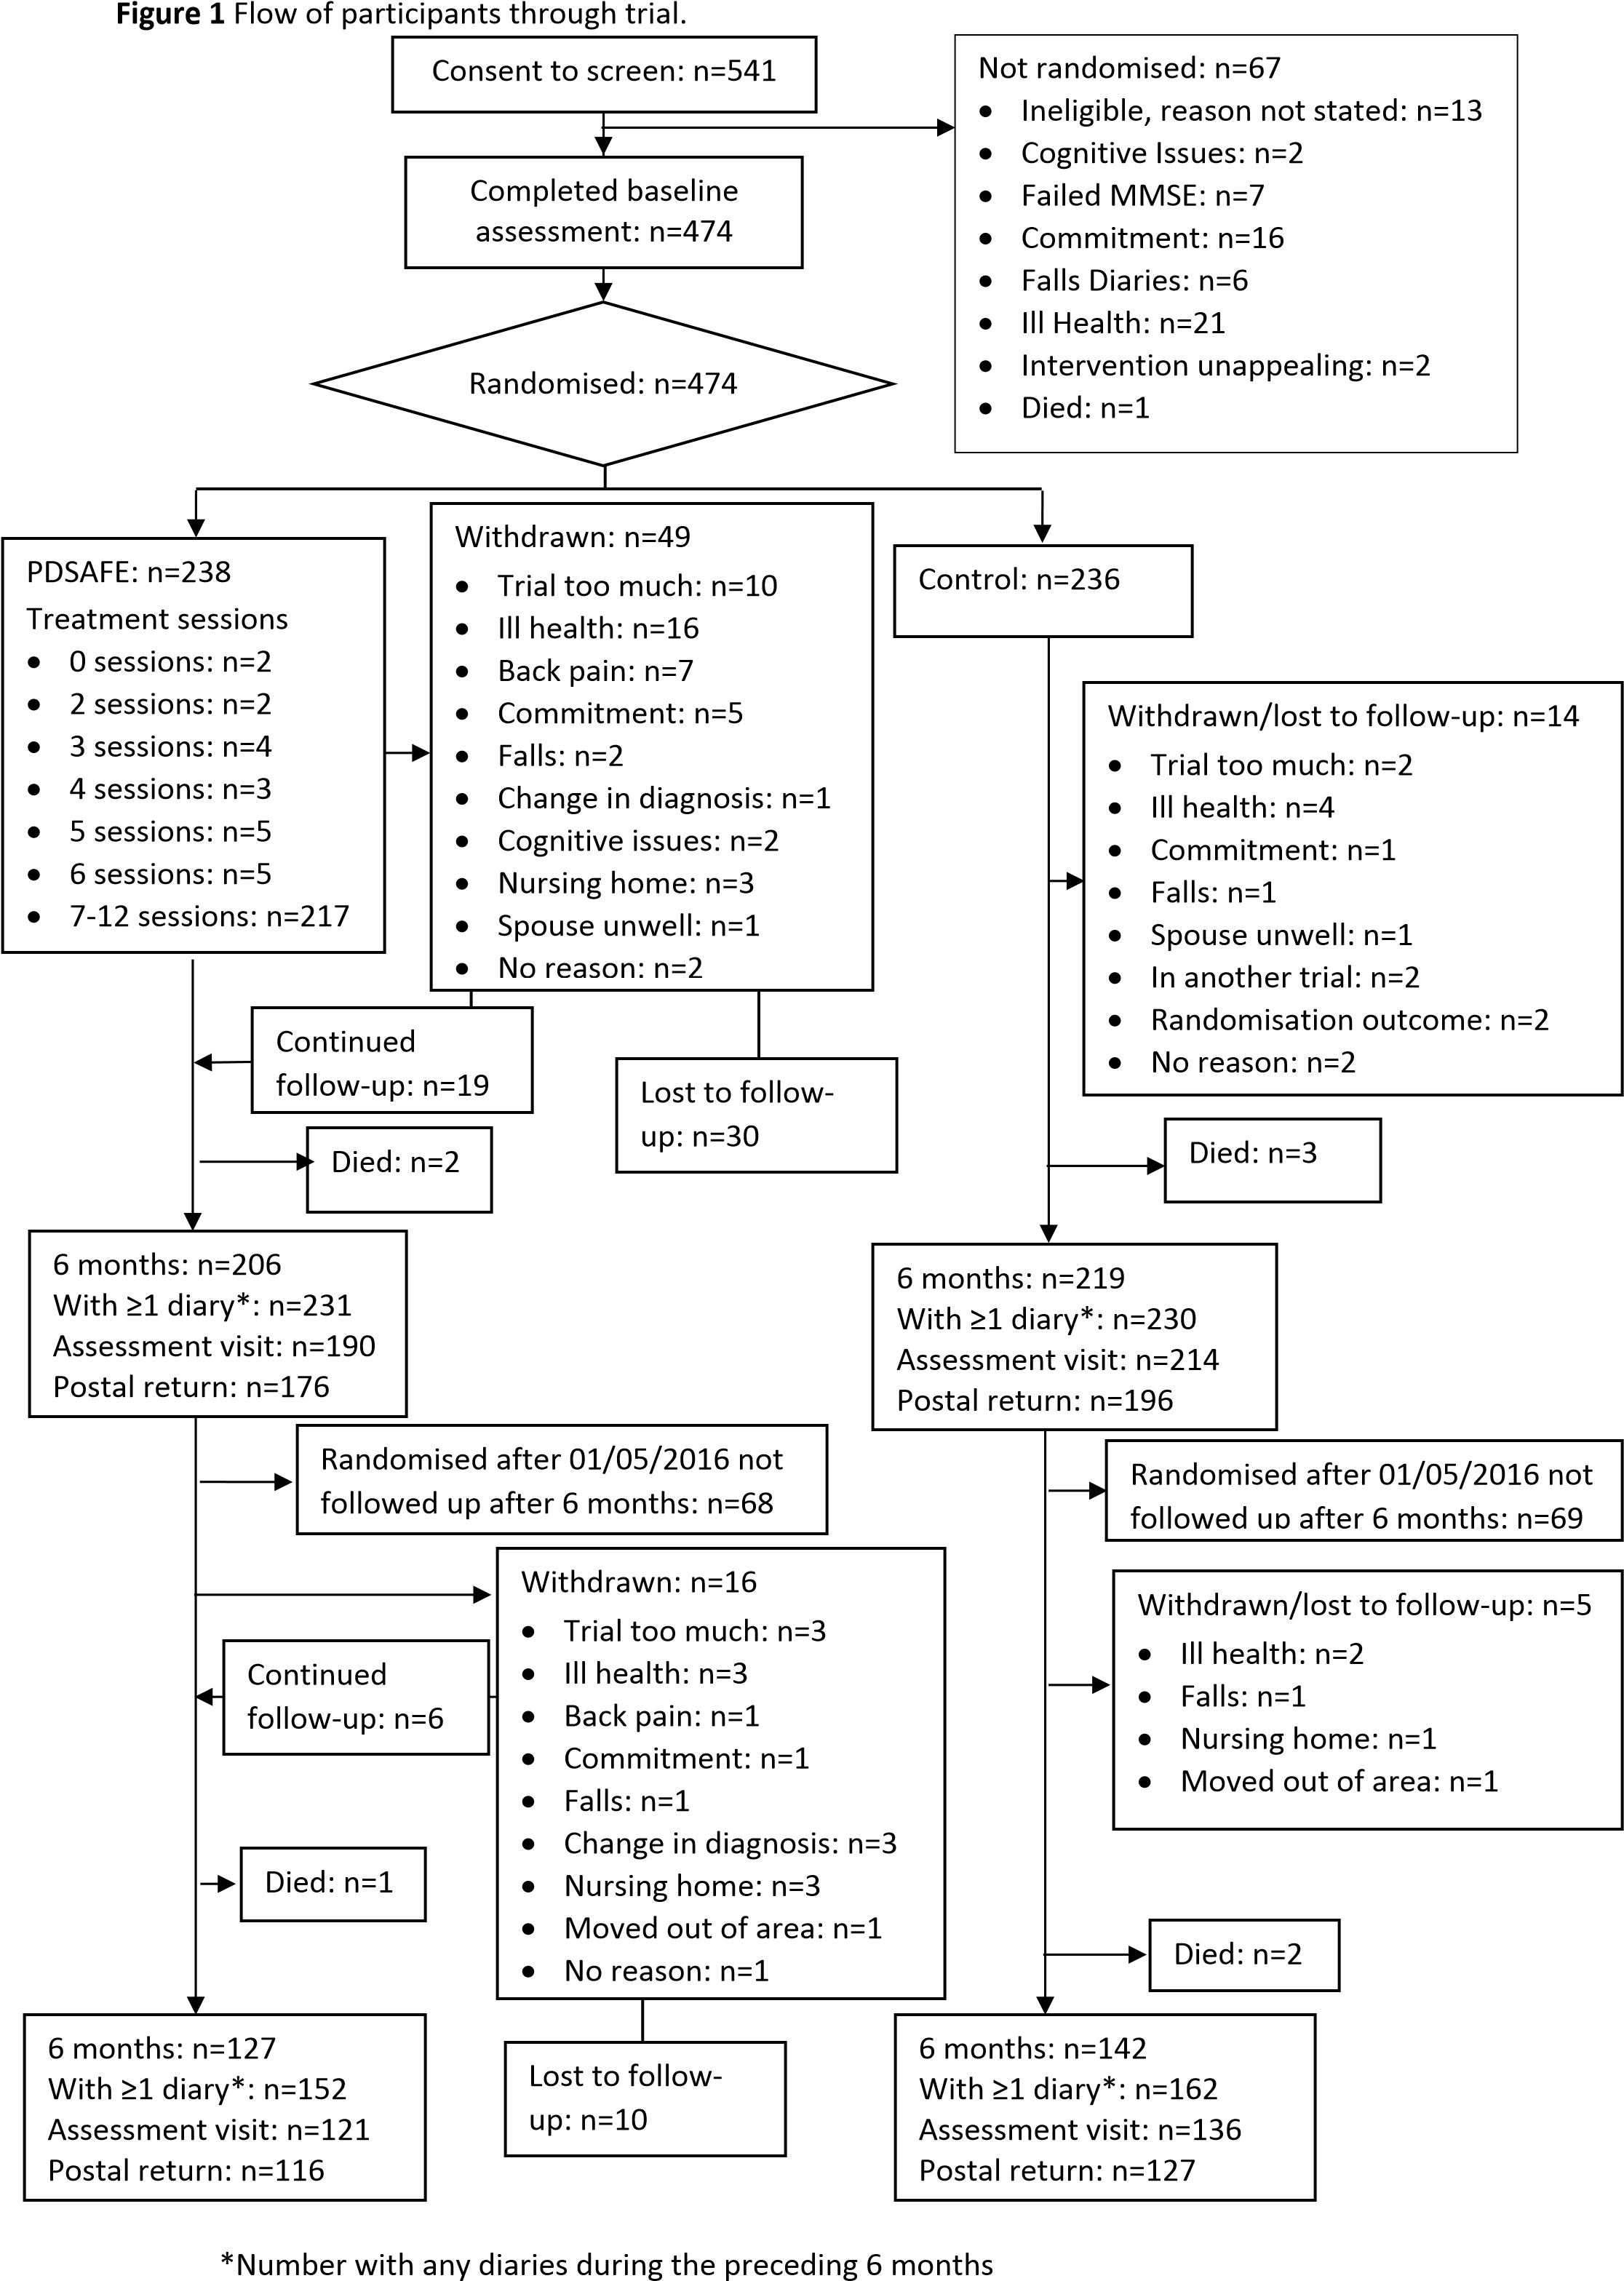 Figure 1 Flow of participants through trial.
Consent to screen: n=541
Not randomised: n=67
• Ineligible, reason not stated: n=13
• Cognitive Issues: n=2
• Failed MMSE: n=7
• Commitment: n=16
• Falls Diaries: n=6
• Ill Health: n=21
• Intervention unappealing: n=2
• Died: n=1
Completed baseline
assessment: n=474
Randomised: n=474
PDSAFE: n=238
Treatment sessions
• 0 sessions: n=2
• 2 sessions: n=2
• 3 sessions: n=4
• 4 sessions: n=3
• 5 sessions: n=5
• 6 sessions: n=5
• 7-12 sessions: n=217
Withdrawn: n=49
• Trial too much: n=10
• Ill health: n=16
• Back pain: n=7
• Commitment: n=5
• Falls: n=2
• Change in diagnosis: n=1
• Cognitive issues: n=2
• Nursing home: n=3
• Spouse unwell: n=1
• No reason: n=2
Control: n=236
Withdrawn/lost to follow-up: n=14
• Trial too much: n=2
• Ill health: n=4
• Commitment: n=1
• Falls: n=1
• Spouse unwell: n=1
• In another trial: n=2
• Randomisation outcome: n=2
• No reason: n=2
Continued
follow-up: n=19
Lost to follow-
up: n=30
Died: n=2
Died: n=3
6 months: n=206
With ≥1 diary*: n=231
Assessment visit: n=190
Postal return: n=176
6 months: n=219
With ≥1 diary*: n=230
Assessment visit: n=214
Postal return: n=196
Randomised after 01/05/2016 not
followed up after 6 months: n=68
Randomised after 01/05/2016 not
followed up after 6 months: n=69
Withdrawn: n=16
• Trial too much: n=3
• Ill health: n=3
• Back pain: n=1
• Commitment: n=1
• Falls: n=1
• Change in diagnosis: n=3
• Nursing home: n=3
• Moved out of area: n=1
• No reason: n=1
Withdrawn/lost to follow-up: n=5
• Ill health: n=2
• Falls: n=1
• Nursing home: n=1
• Moved out of area: n=1
Continued
follow-up: n=6
Died: n=1
Died: n=2
6 months: n=127
With ≥1 diary*: n=152
Assessment visit: n=121
Postal return: n=116
Lost to follow-
up: n=10
6 months: n=142
With ≥1 diary*: n=162
Assessment visit: n=136
Postal return: n=127
*Number with any diaries during the preceding 6 months